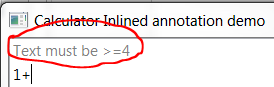 Calculator Inlined annotation demo
Text must be >=4
1+